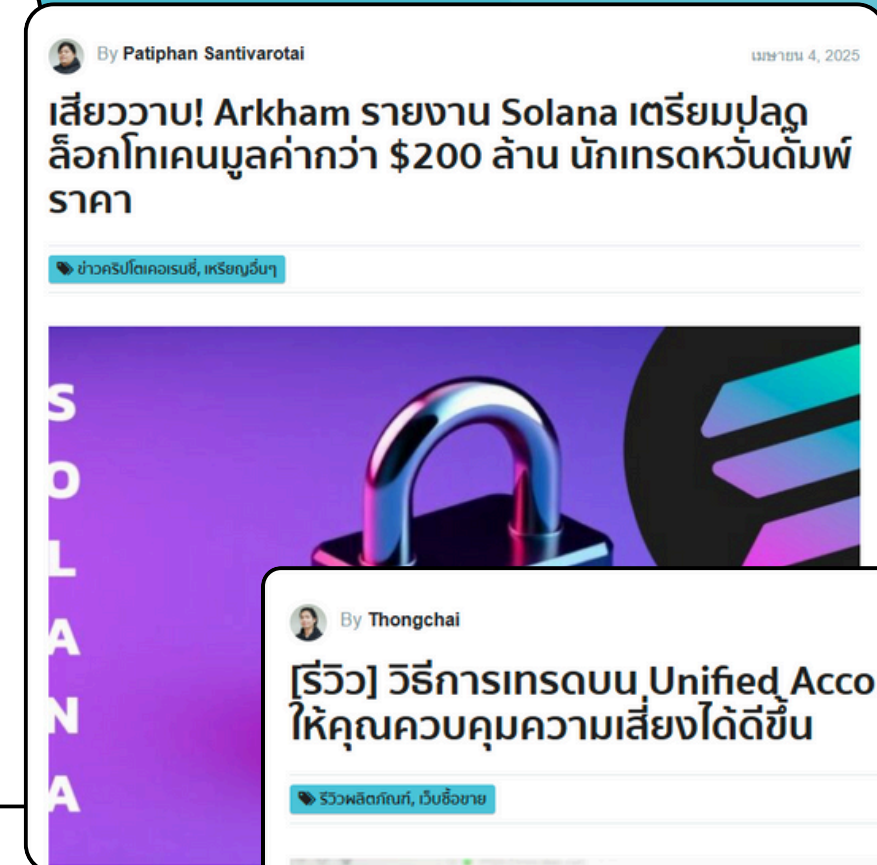 By Patiphan Santivarotai
เมษายน 4, 2025
เสียววาบ! Arkham รายงาน Solana เตรียมปลด
ล็อกโทเคนมูลค่ากว่า $200 ล้าน นักเทรดหวั่นดั๊มพ์
ราคา
ข่าวคริปโตเคอเรนซี่, เหรียญอื่นๆ
S
O
L
A
N
A
By Thongchai
[รีวิว] วิธีการเทรดบน Unified Acco
ให้คุณควบคุมความเสี่ยงได้ดีขึ้น
รีวิวผลิตภัณฑ์, เว็บซื้อขาย